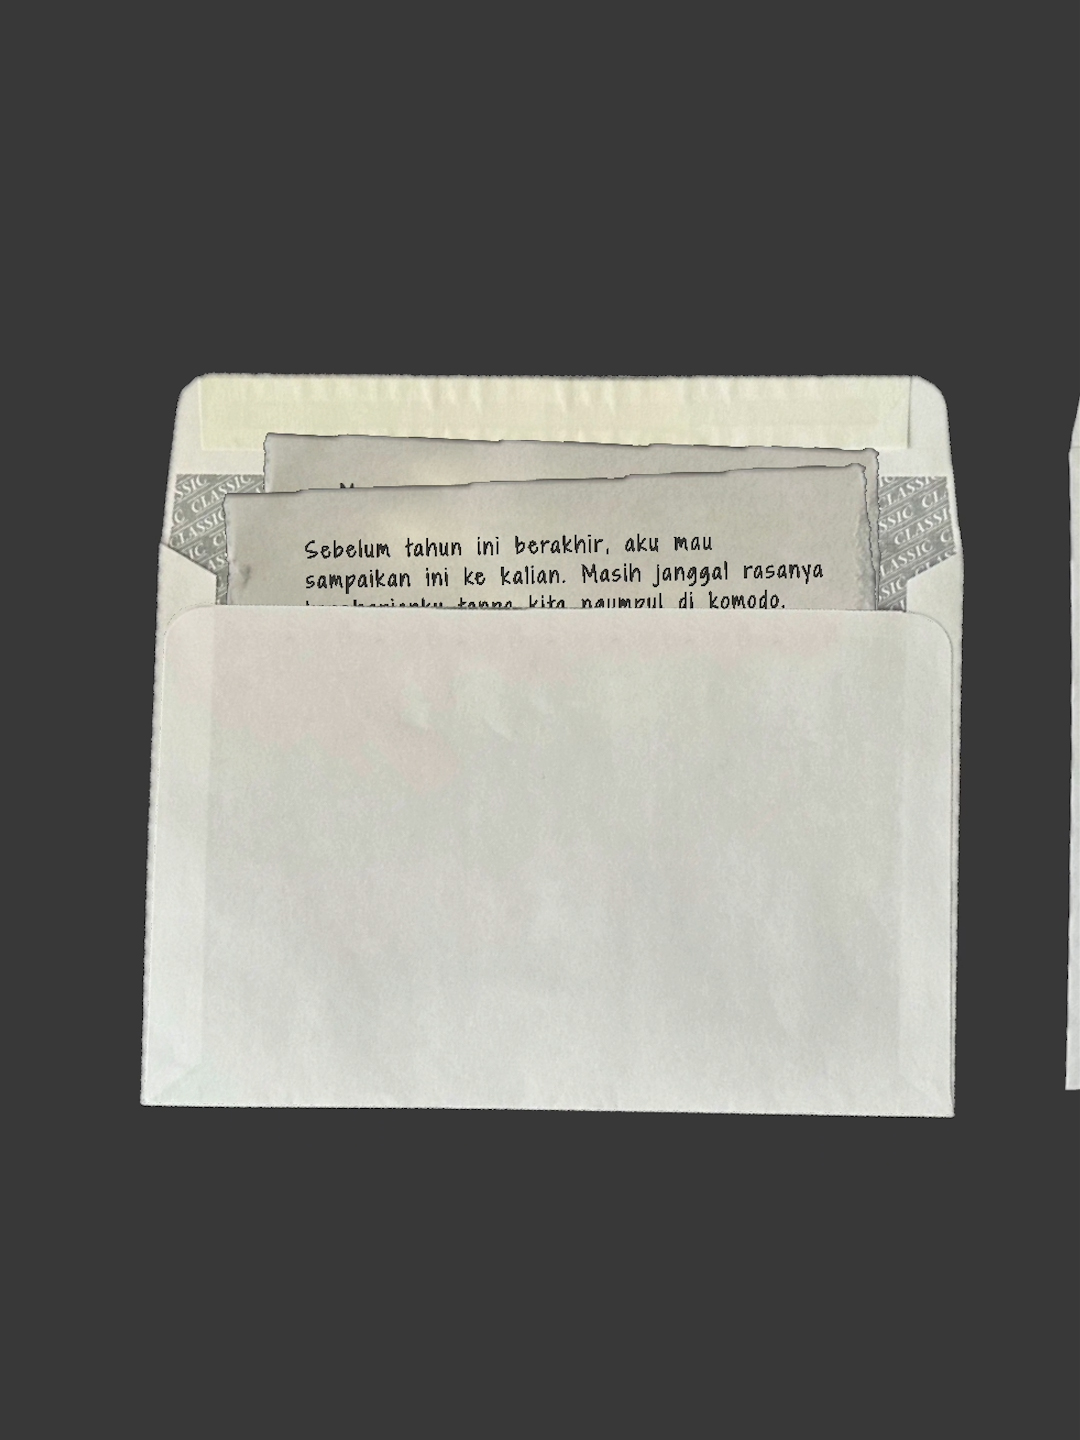 M
Sebelum tahun ini berakhir, aku mau
sampaikan ini ke kalian. Masih janggal rasanya
tanpa kita ngumpul di komodo.
CLASSIC CLASSIC CLASSIC